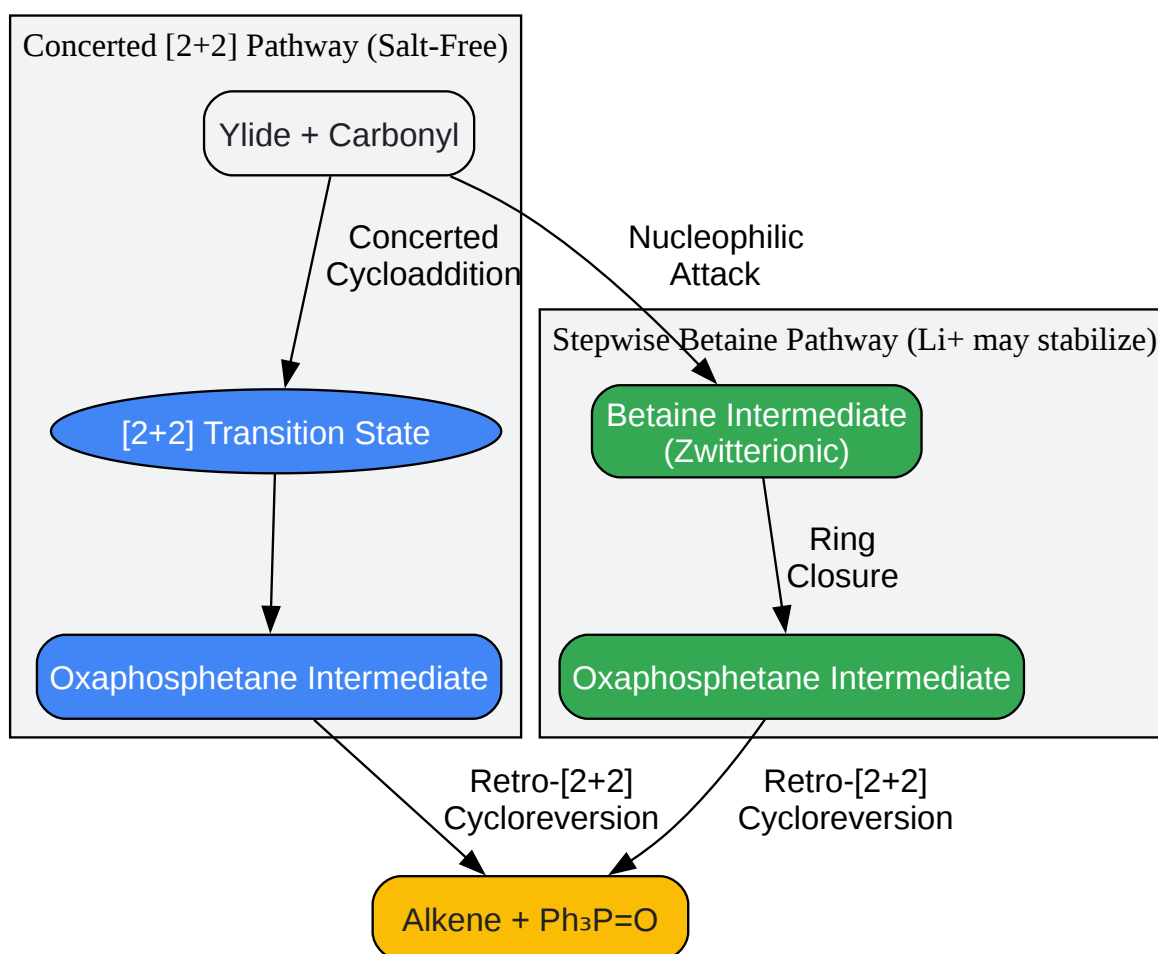 Concerted [2+2] Pathway (Salt-Free)
Ylide + Carbonyl
Concerted
Cycloaddition
Nucleophilic
Attack
Stepwise Betaine Pathway (Li+ may stabilize)
[2+2] Transition State
Betaine Intermediate
(Zwitterionic)
Ring
Closure
Oxaphosphetane Intermediate
Oxaphosphetane Intermediate
Retro-[2+2]
Cycloreversion
Retro-[2+2]
Cycloreversion
Alkene + Ph₃P=O